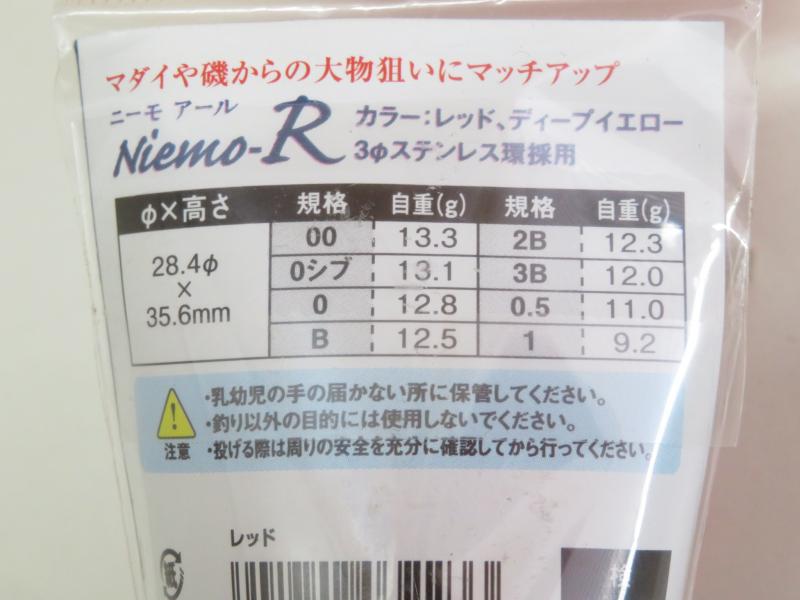 マダイや磯からの大物狙いにマッチアップ
ニーモ アール
Niemo-R
カラー:レッド、ディープイエロー
3φステンレス環採用
φ×高さ 規格 自重(g) 規格 自重(g)
28.4φ
×
35.6mm
00 13.3 2B 12.3
0シブ 13.1 3B 12.0
0 12.8 0.5 11.0
B 12.5 1 9.2
注意
・乳幼児の手の届かない所に保管してください。
・釣り以外の目的には使用しないでください。
・投げる際は周りの安全を充分に確認してから行ってください。
レッド